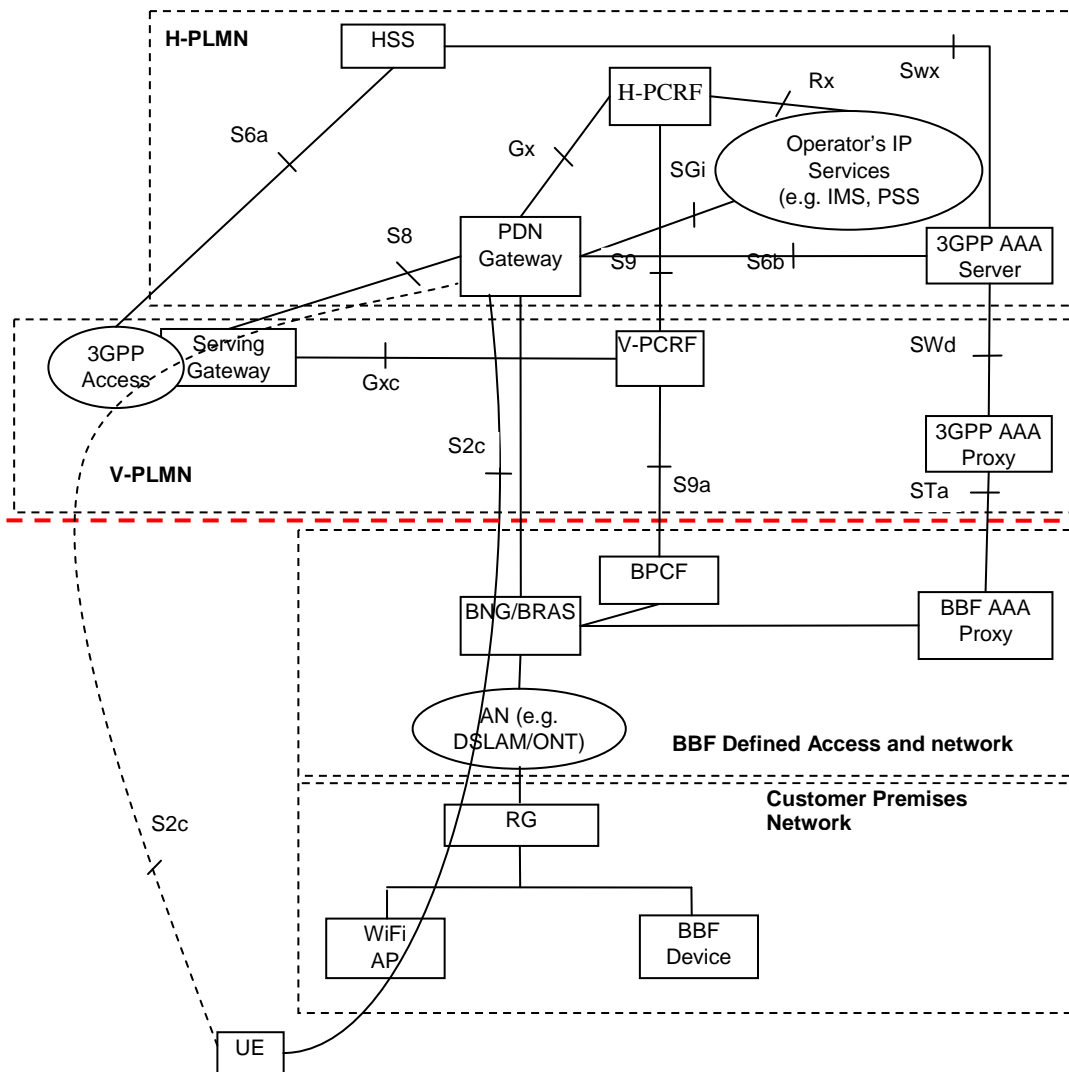 H-PLMN
HSS
Swx
H-PCRF
Rx
S6a
Gx
SGi
Operator's IP
Services
(e.g. IMS, PSS
S8
PDN
Gateway
S9
S6b
3GPP AAA
Server
3GPP
Access
Serving
Gateway
Gxc
V-PCRF
SWd
3GPP AAA
Proxy
V-PLMN
S2c
S9a
STa
BPCF
BNG/BRAS
BBF AAA
Proxy
AN (e.g.
DSLAM/ONT)
BBF Defined Access and network
Customer Premises
Network
RG
S2c
WiFi
AP
BBF
Device
UE